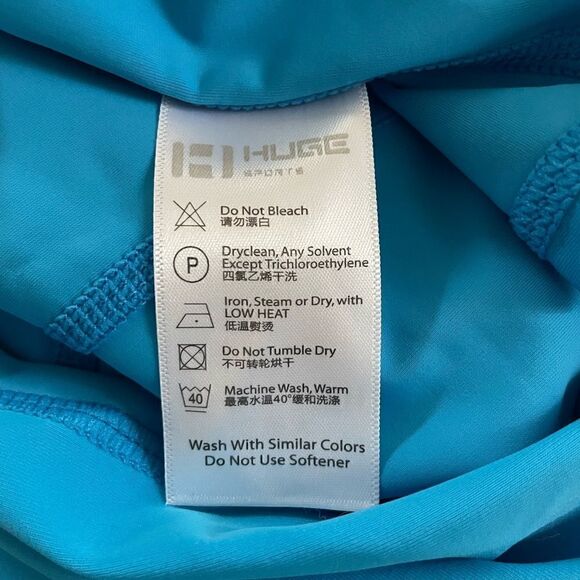 HUGE
SPORTS
Do Not Bleach
请勿漂白
P
Dryclean, Any Solvent
Except Trichloroethylene
四氯乙烯干洗
Iron, Steam or Dry, with
LOW HEAT
低温熨烫
Do Not Tumble Dry
不可转轮烘干
40
Machine Wash, Warm
最高水温40°缓和洗涤
Wash With Similar Colors
Do Not Use Softener